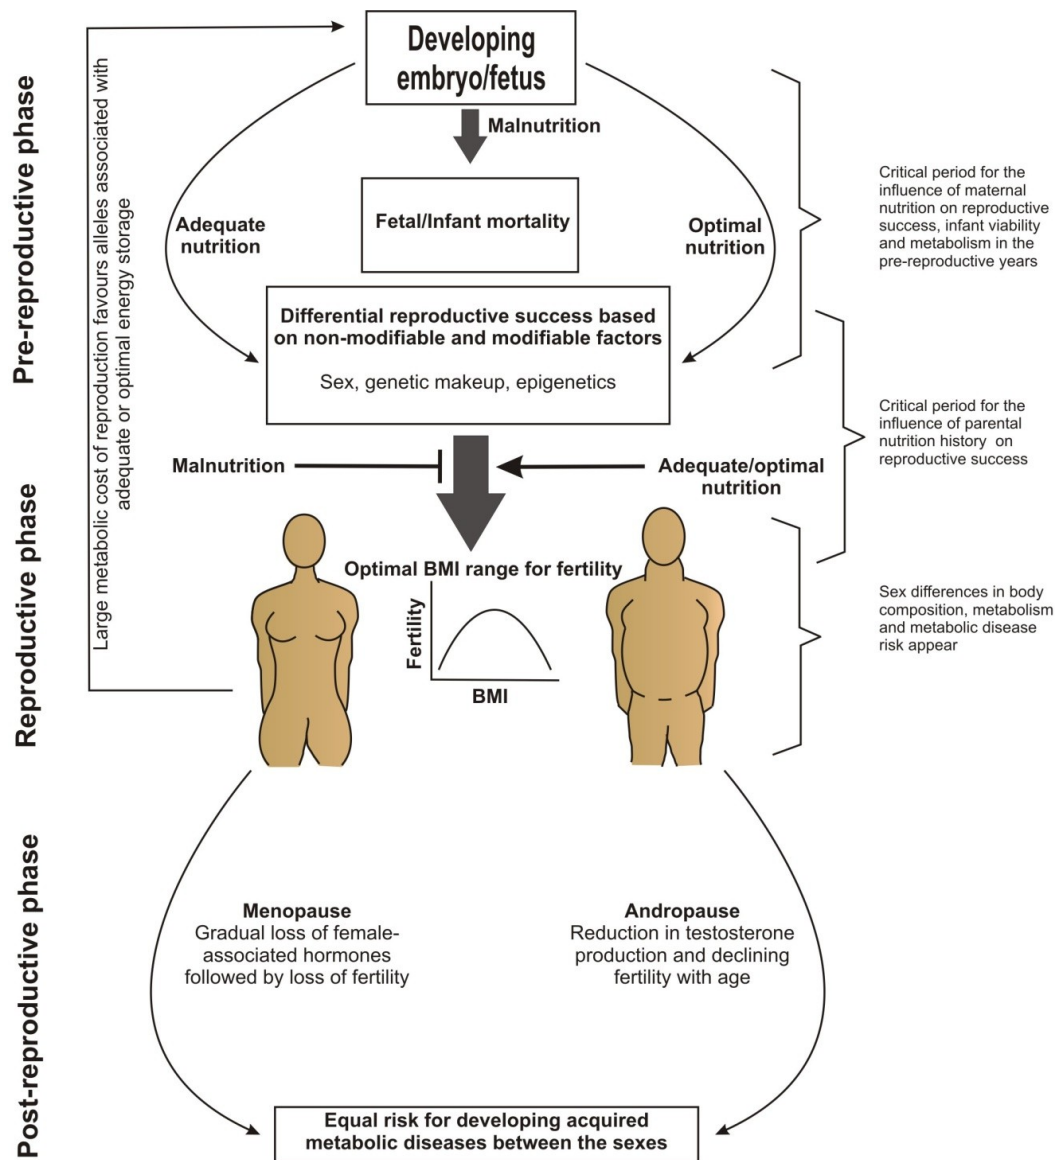 Pre-reproductive phase
Reproductive phase
Post-reproductive phase
Large metabolic cost of reproduction favours alleles associated with
adequate or optimal energy storage
Developing
embryo/fetus
Malnutrition
Fetal/Infant mortality
Adequate
nutrition
Optimal
nutrition
Differential reproductive success based
on non-modifiable and modifiable factors
Sex, genetic makeup, epigenetics
Malnutrition
Adequate/optimal
nutrition
Optimal BMI range for fertility
Fertility
BMI
Critical period for the
influence of maternal
nutrition on reproductive
success, infant viability
and metabolism in the
pre-reproductive years
Critical period for the
influence of parental
nutrition history on
reproductive success
Sex differences in body
composition, metabolism
and metabolic disease
risk appear
Menopause
Gradual loss of female-
associated hormones
followed by loss of fertility
Andropause
Reduction in testosterone
production and declining
fertility with age
Equal risk for developing acquired
metabolic diseases between the sexes